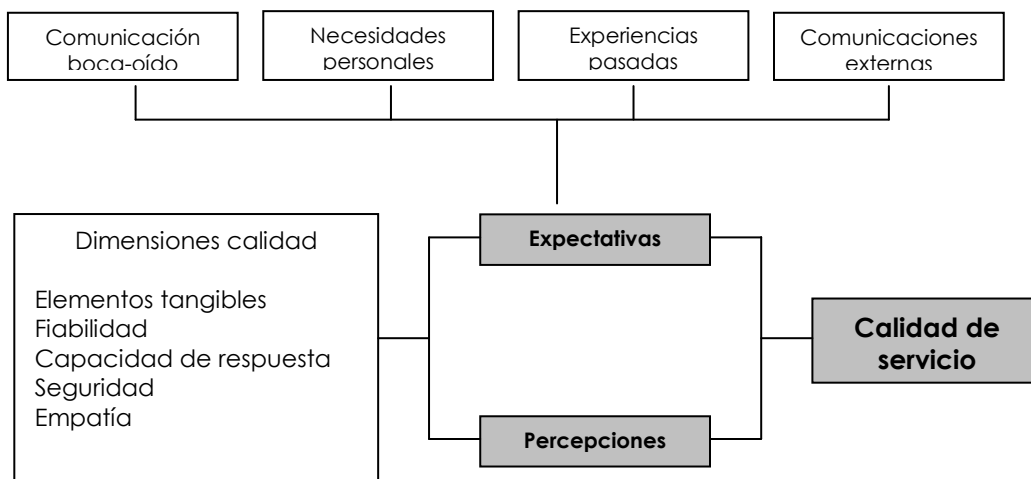 Comunicación
boca-oído
Necesidades
personales
Experiencias
pasadas
Comunicaciones
externas
Dimensiones calidad
Elementos tangibles
Fiabilidad
Capacidad de respuesta
Seguridad
Empatía
Expectativas
Percepciones
Calidad de
servicio